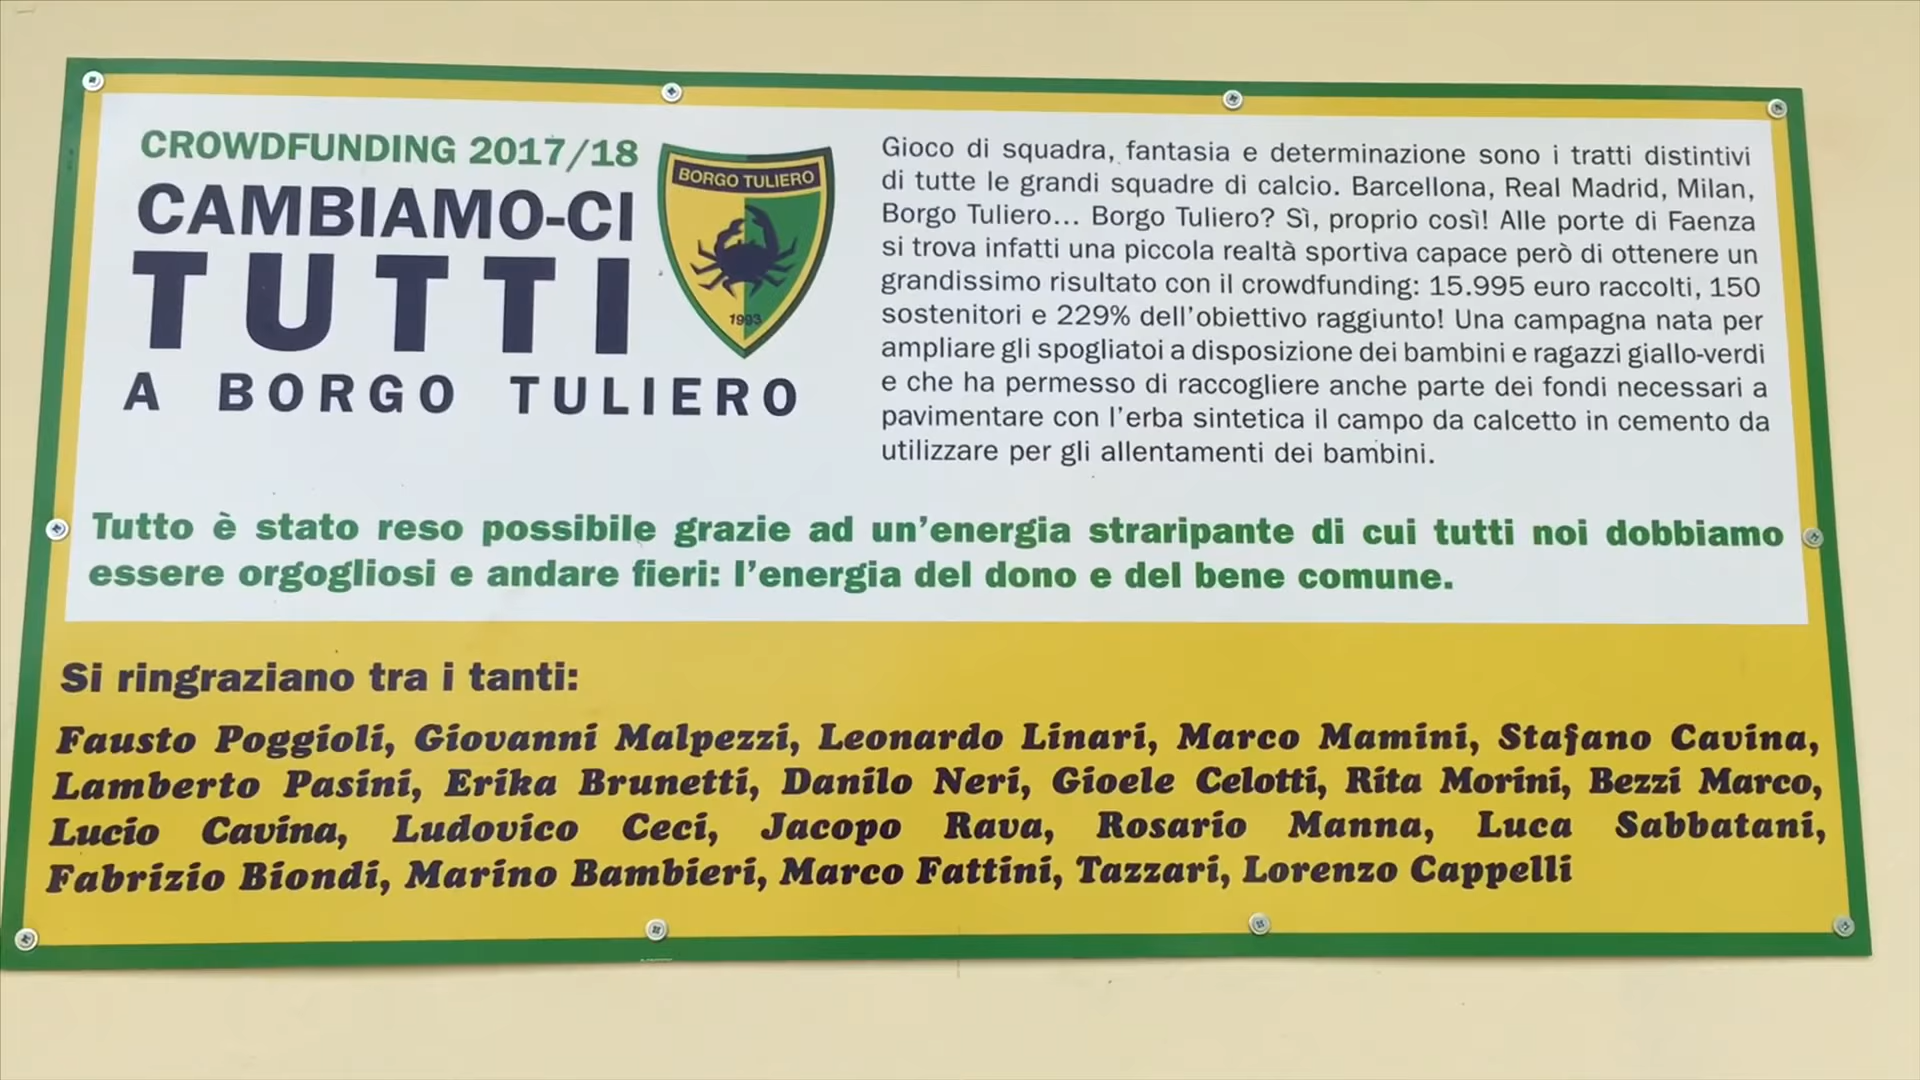 CROWDFUNDING 2017/18
CAMBIAMO-CI
TUTTI
A BORGO TULIERO
BORGO TULIERO
1993
Gioco di squadra, fantasia e determinazione sono i tratti distintivi
di tutte le grandi squadre di calcio. Barcellona, Real Madrid, Milan,
Borgo Tuliero... Borgo Tuliero? Sì, proprio così! Alle porte di Faenza
si trova infatti una piccola realtà sportiva capace però di ottenere un
grandissimo risultato con il crowdfunding: 15.995 euro raccolti, 150
sostenitori e 229% dell'obiettivo raggiunto! Una campagna nata per
ampliare gli spogliatoi a disposizione dei bambini e ragazzi giallo-verdi
e che ha permesso di raccogliere anche parte dei fondi necessari a
pavimentare con l'erba sintetica il campo da calcetto in cemento da
utilizzare per gli allentamenti dei bambini.
Tutto è stato reso possibile grazie ad un'energia straripante di cui tutti noi dobbiamo
essere orgogliosi e andare fieri: l'energia del dono e del bene comune.
Si ringraziano tra i tanti:
Fausto Poggioli, Giovanni Malpezzi, Leonardo Linari, Marco Mamini, Stafano Cavina,
Lamberto Pasini, Erika Brunetti, Danilo Neri, Gioele Celotti, Rita Morini, Bezzi Marco,
Lucio Cavina, Ludovico Ceci, Jacopo Rava, Rosario Manna, Luca Sabbatani,
Fabrizio Biondi, Marino Bambieri, Marco Fattini, Tazzari, Lorenzo Cappelli